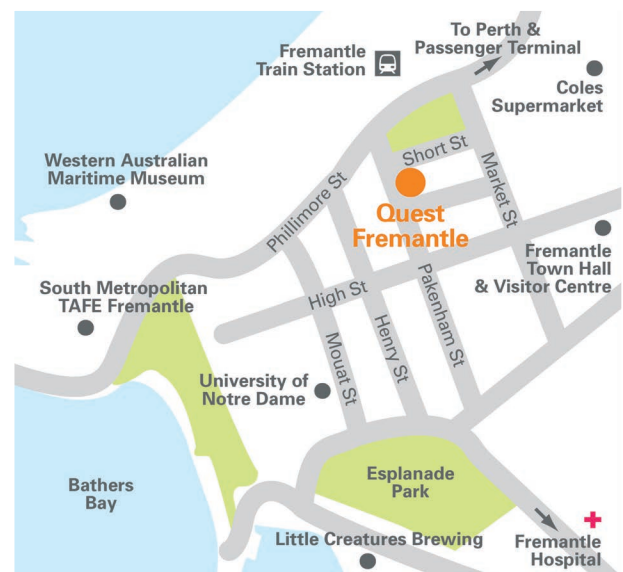 To Perth &
Passenger Terminal
Fremantle
Train Station
Coles
Supermarket
Short St
Western Australian
Maritime Museum
Market St
Phillimore St
Quest
Fremantle
Fremantle
Town Hall
& Visitor Centre
South Metropolitan
TAFE Fremantle
High St
Pakenham St
Henry St
Mouat St
University of
Notre Dame
Esplanade
Park
Bathers
Bay
Little Creatures Brewing
Fremantle
Hospital